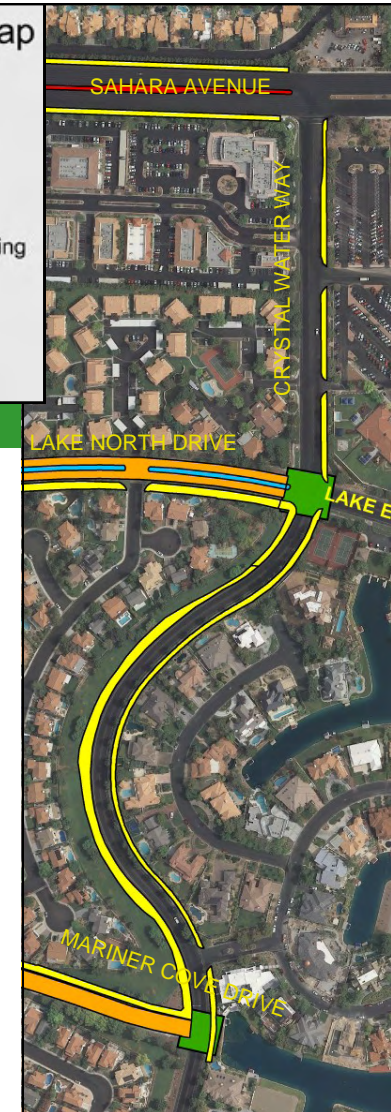 ap
ing
SAHARA AVENUE
CRYSTAL WATER WAY
LAKE NORTH DRIVE
LAKE E
MARINER COVE DRIVE